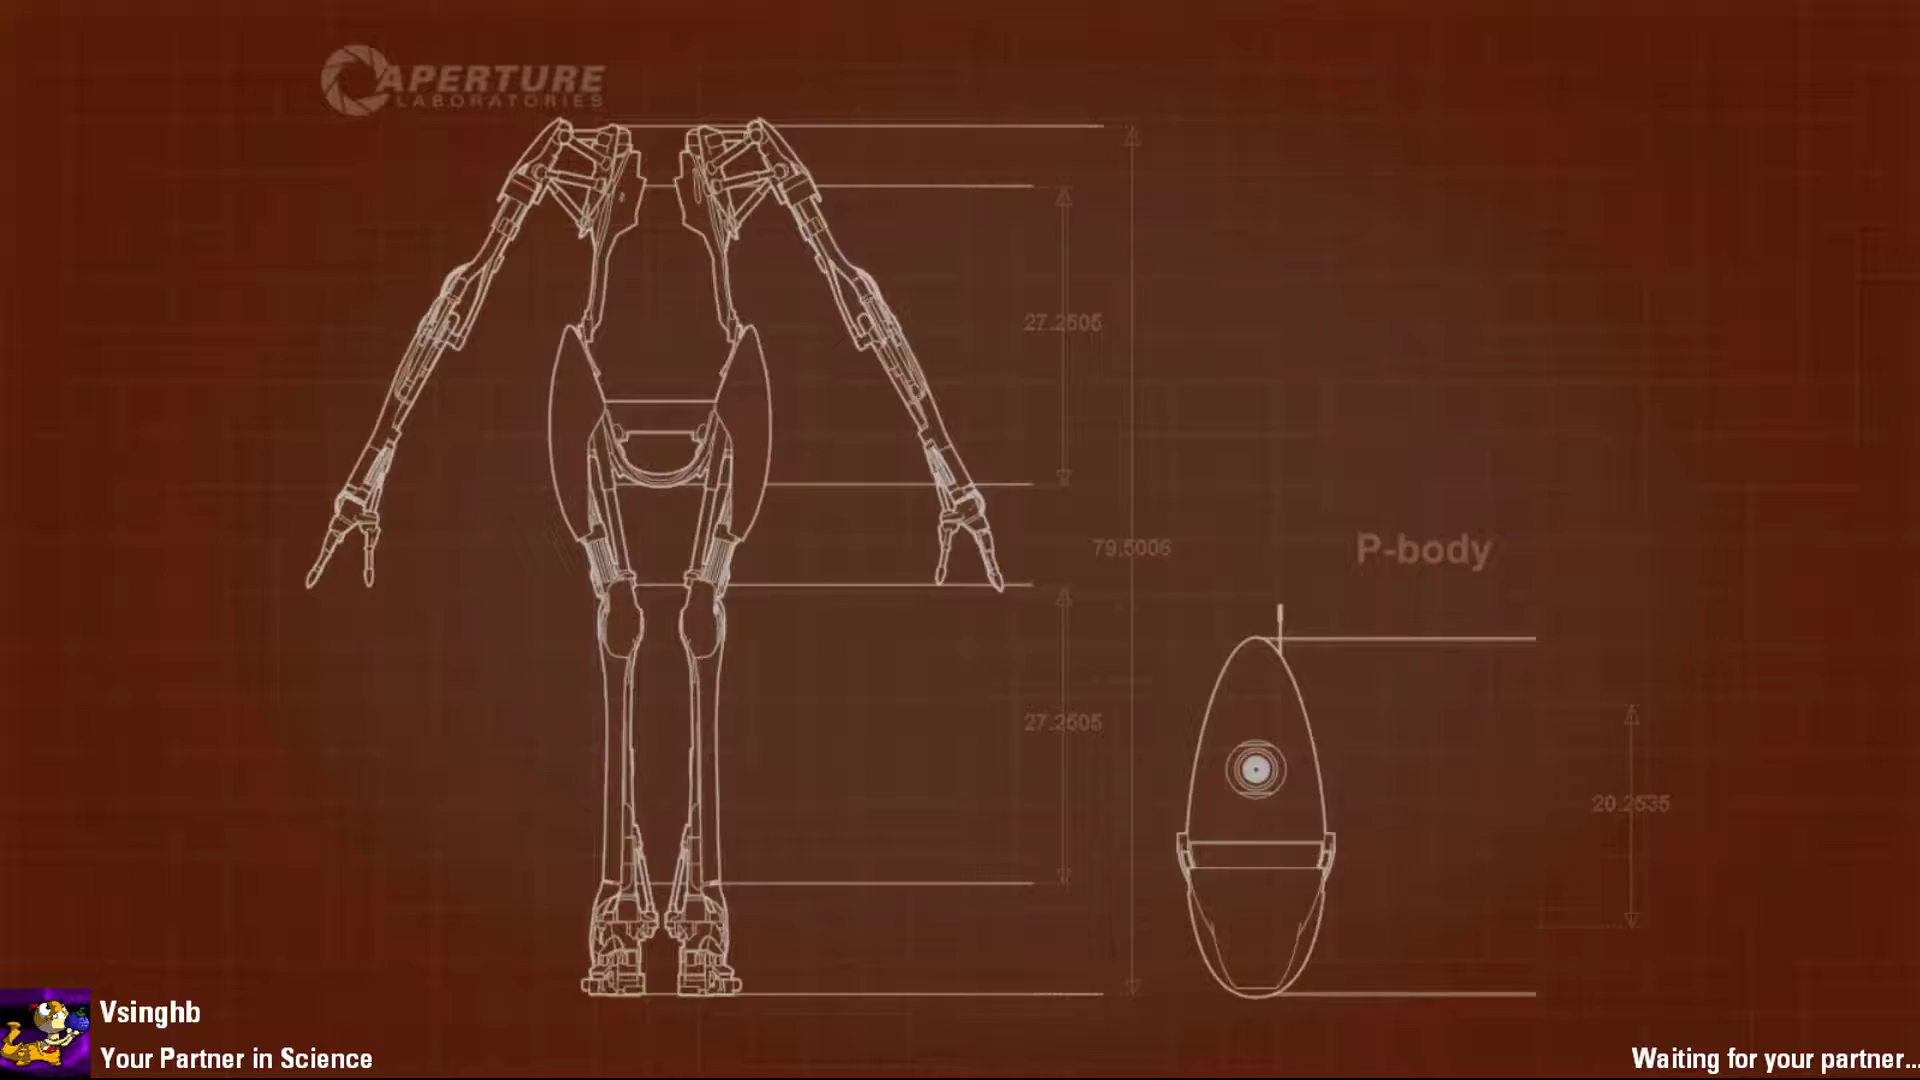 APERTURE
LABORATORIES
27.2505
79.5006
P-body
27.2505
20.2535
Vsinghb
Your Partner in Science
Waiting for your partner...